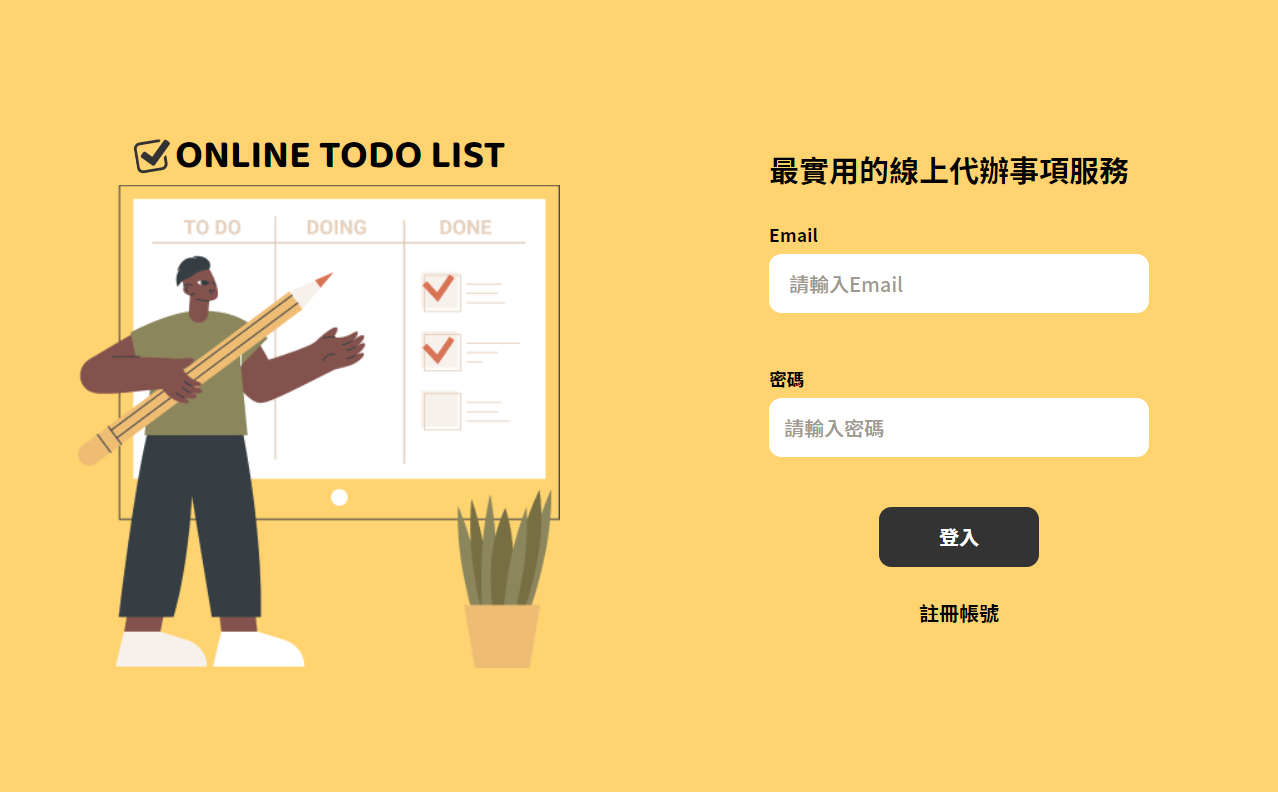 ONLINE TODO LIST
TO DO
DOING
DONE
最實用的線上代辦事項服務
Email
請輸入Email
密碼
請輸入密碼
登入
註冊帳號